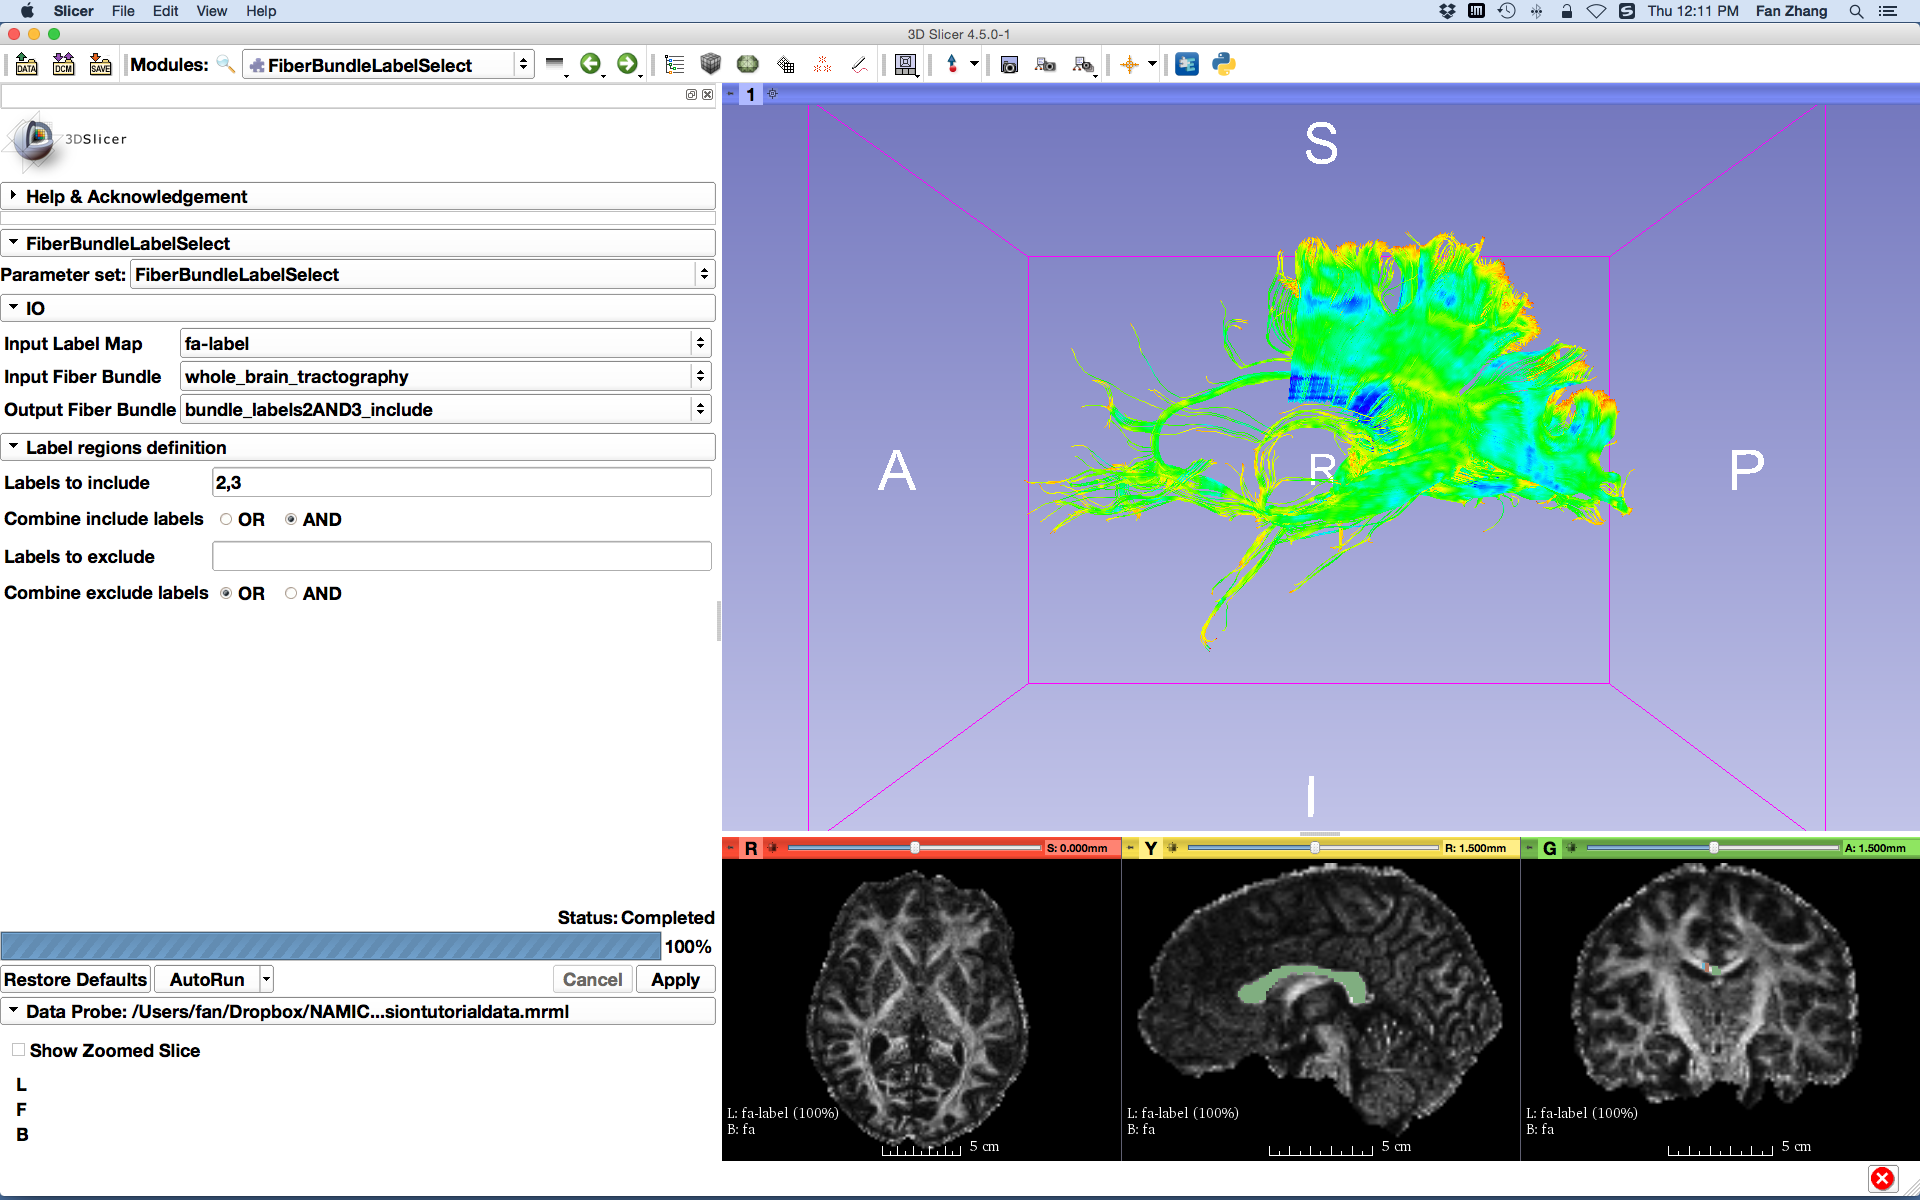 Slicer File Edit View Help Thu 12:11 PM Fan Zhang
3D Slicer 4.5.0-1
DATA DCM SAVE Modules: FiberBundleLabelSelect
1
3DSlicer
Help & Acknowledgement
FiberBundleLabelSelect
Parameter set: FiberBundleLabelSelect
IO
Input Label Map fa-label
Input Fiber Bundle whole_brain_tractography
Output Fiber Bundle bundle_labels2AND3_include
Label regions definition
Labels to include 2,3
Combine include labels OR AND
Labels to exclude
Combine exclude labels OR AND
Status: Completed
100%
Restore Defaults AutoRun Cancel Apply
Data Probe: /Users/fan/Dropbox/NAMIC...siontutorialdata.mrml
Show Zoomed Slice
L
F
B
S
A R P
I
R S: 0.000mm
L: fa-label (100%)
B: fa
5 cm
Y R: 1.500mm
L: fa-label (100%)
B: fa
5 cm
G A: 1.500mm
L: fa-label (100%)
B: fa
5 cm